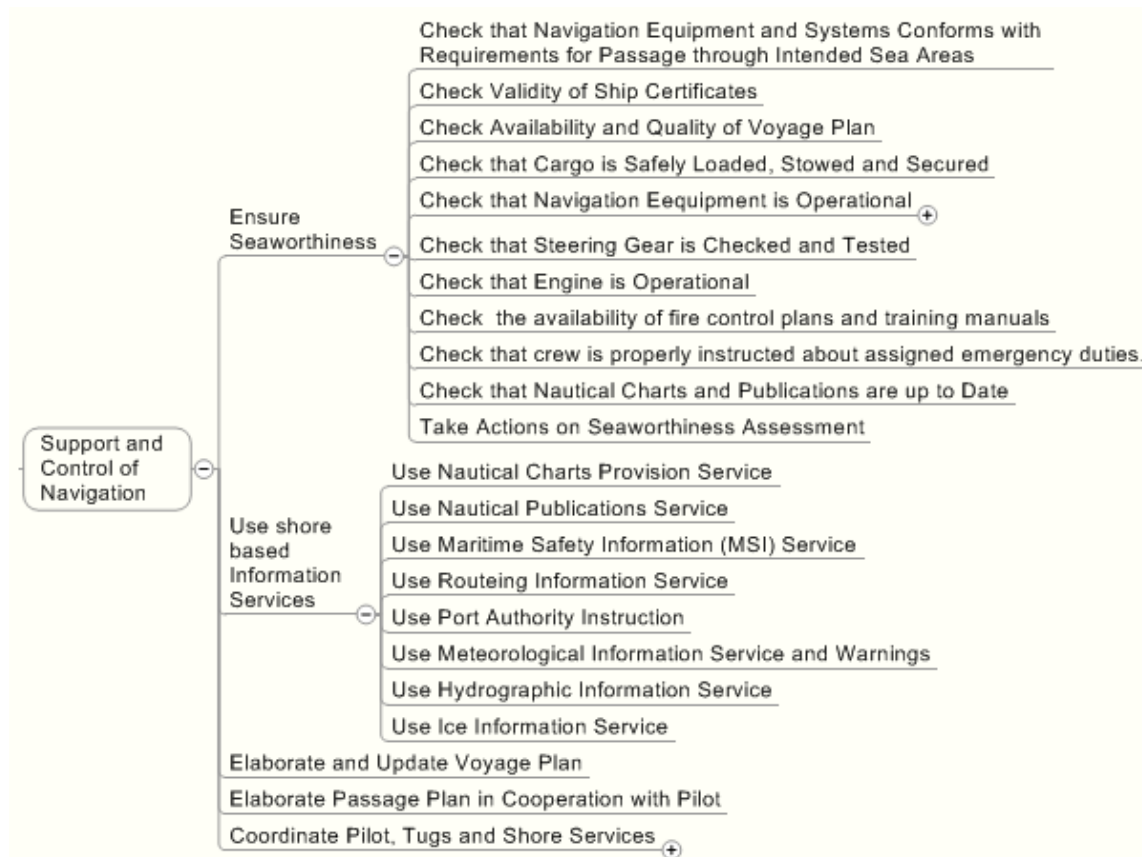 Support and
Control of
Navigation
Ensure
Seaworthiness
Check that Navigation Equipment and Systems Conforms with
Requirements for Passage through Intended Sea Areas
Check Validity of Ship Certificates
Check Availability and Quality of Voyage Plan
Check that Cargo is Safely Loaded, Stowed and Secured
Check that Navigation Eequipment is Operational
Check that Steering Gear is Checked and Tested
Check that Engine is Operational
Check  the availability of fire control plans and training manuals
Check that crew is properly instructed about assigned emergency duties.
Check that Nautical Charts and Publications are up to Date
Take Actions on Seaworthiness Assessment
Use shore
based
Information
Services
Use Nautical Charts Provision Service
Use Nautical Publications Service
Use Maritime Safety Information (MSI) Service
Use Routeing Information Service
Use Port Authority Instruction
Use Meteorological Information Service and Warnings
Use Hydrographic Information Service
Use Ice Information Service
Elaborate and Update Voyage Plan
Elaborate Passage Plan in Cooperation with Pilot
Coordinate Pilot, Tugs and Shore Services